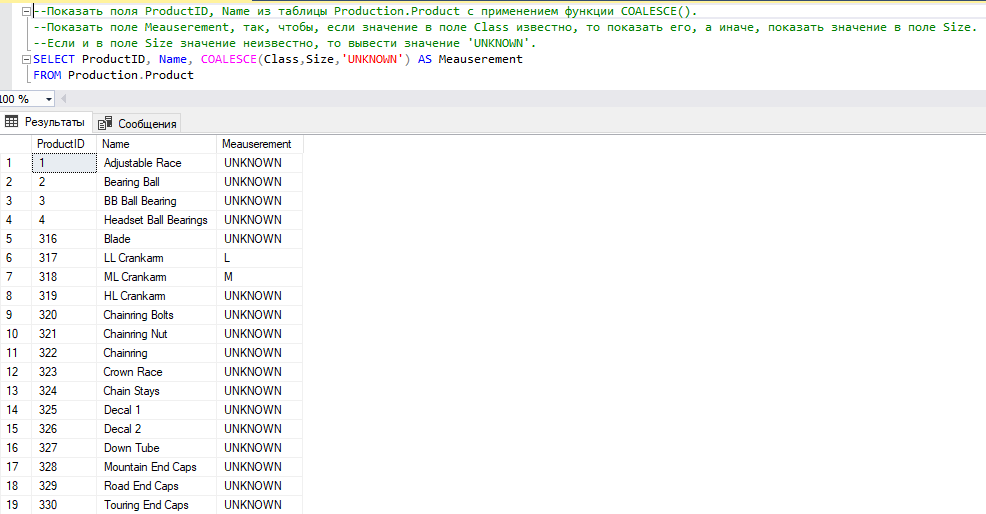 --Показать поля ProductID, Name из таблицы Production.Product с применением функции COALESCE().
--Показать поле Meauserement, так, чтобы, если значение в поле Class известно, то показать его, а иначе, показать значение в поле Size.
--Если и в поле Size значение неизвестно, то вывести значение 'UNKNOWN'.
SELECT ProductID, Name, COALESCE(Class,Size,'UNKNOWN') AS Meauserement
FROM Production.Product
100 %
Результаты Сообщения
ProductID Name Meauserement
1 1 Adjustable Race UNKNOWN
2 2 Bearing Ball UNKNOWN
3 3 BB Ball Bearing UNKNOWN
4 4 Headset Ball Bearings UNKNOWN
5 316 Blade UNKNOWN
6 317 LL Crankarm L
7 318 ML Crankarm M
8 319 HL Crankarm UNKNOWN
9 320 Chainring Bolts UNKNOWN
10 321 Chainring Nut UNKNOWN
11 322 Chainring UNKNOWN
12 323 Crown Race UNKNOWN
13 324 Chain Stays UNKNOWN
14 325 Decal 1 UNKNOWN
15 326 Decal 2 UNKNOWN
16 327 Down Tube UNKNOWN
17 328 Mountain End Caps UNKNOWN
18 329 Road End Caps UNKNOWN
19 330 Touring End Caps UNKNOWN